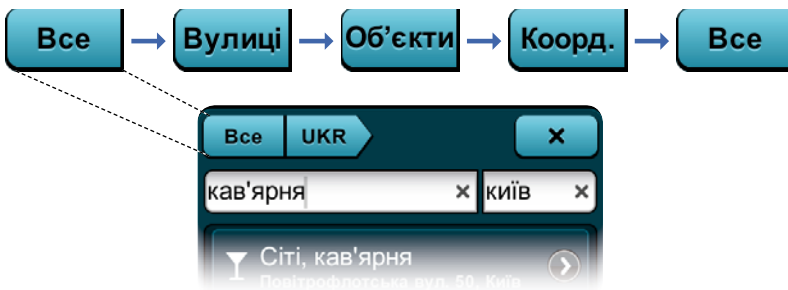 Все Вулиці Об’єкти Коорд. Все
Все UKR
кав'ярня київ
Сіті, кав'ярня
Повітрофлотська вул. 50, Київ